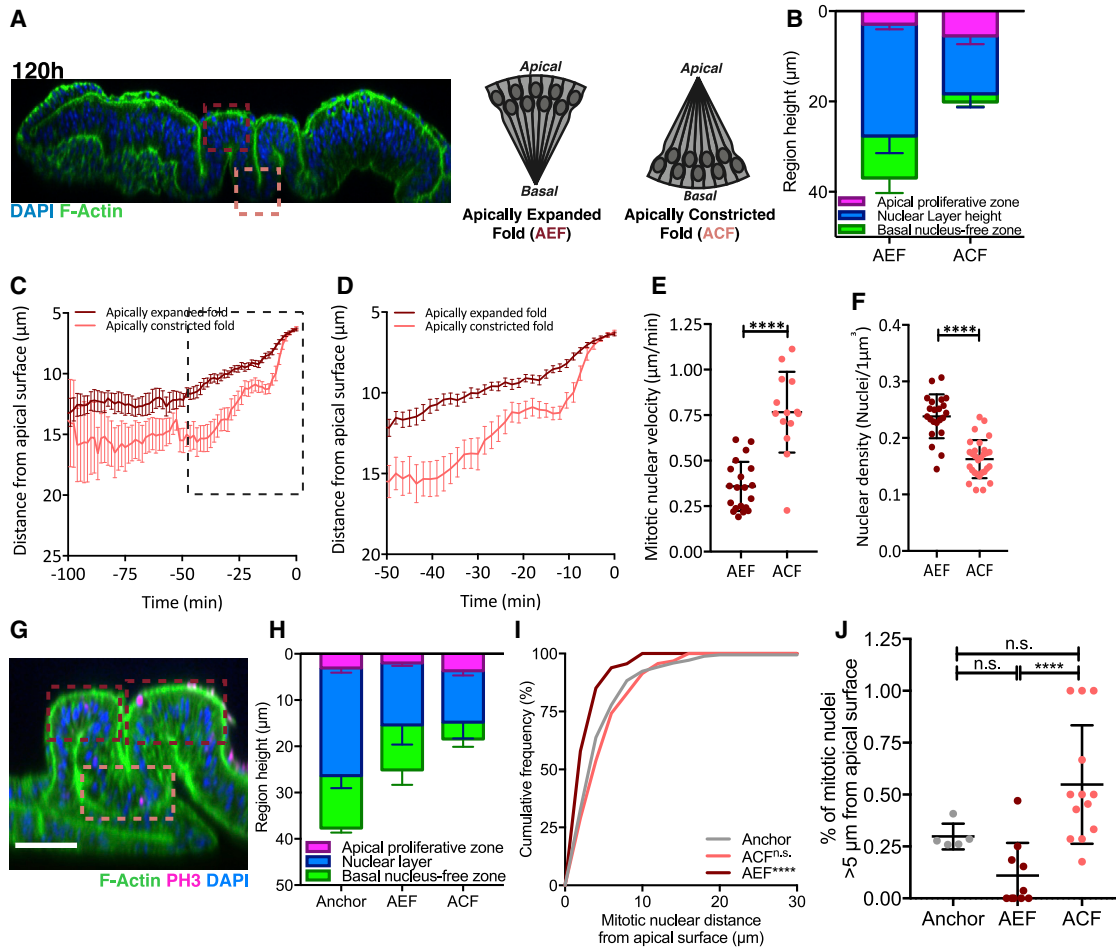 A
120h
DAPI F-Actin
Apical
Basal
Apically Expanded
Fold (AEF)
Apical
Basal
Apically Constricted
Fold (ACF)
B
Region height (µm)
0
20
40
Apical proliferative zone
Nuclear Layer height
Basal nucleus-free zone
AEF ACF
C
Distance from apical surface (µm)
5
10
15
20
25
Apically expanded fold
Apically constricted fold
-100 -75 -50 -25 0
Time (min)
D
Distance from apical surface (µm)
5
10
15
20
Apically expanded fold
Apically constricted fold
-50 -40 -30 -20 -10 0
Time (min)
E
Mitotic nuclear velocity (µm/min)
1.25
1.00
0.75
0.50
0.25
0.00
****
AEF ACF
F
Nuclear density (Nuclei/1µm³)
0.4
0.3
0.2
0.1
0.0
****
AEF ACF
G
F-Actin PH3 DAPI
H
Region height (µm)
0
10
20
30
40
50
Apical proliferative zone
Nuclear layer
Basal nucleus-free zone
Anchor AEF ACF
I
Cumulative frequency (%)
100
75
50
25
0
Anchor
ACFⁿ·ˢ·
AEF****
0 10 20 30
Mitotic nuclear distance
from apical surface (µm)
J
% of mitotic nuclei
>5 µm from apical surface
1.25
1.00
0.75
0.50
0.25
0.00
n.s.
n.s. ****
Anchor AEF ACF